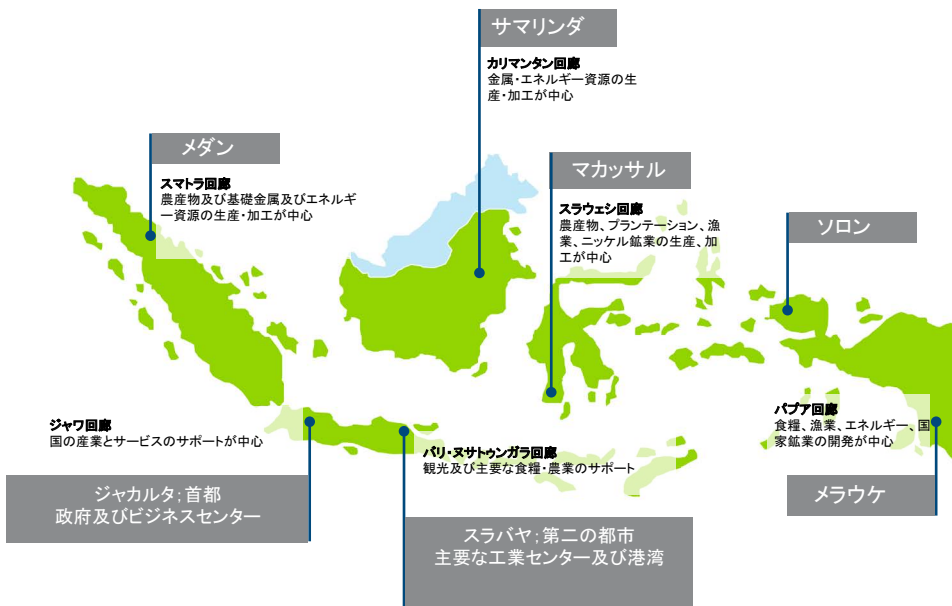 サマリンダ
カリマンタン回廊
金属・エネルギー資源の生
産・加工が中心
メダン
スマトラ回廊
農産物及び基礎金属及びエネルギ
ー資源の生産・加工が中心
マカッサル
スラウェシ回廊
農産物、プランテーション、漁
業、ニッケル鉱業の生産、加
工が中心
ソロン
ジャワ回廊
国の産業とサービスのサポートが中心
バリ・ヌサトゥンガラ回廊
観光及び主要な食糧・農業のサポート
パプア回廊
食糧、漁業、エネルギー、国
家鉱業の開発が中心
ジャカルタ;首都
政府及びビジネスセンター
スラバヤ;第二の都市
主要な工業センター及び港湾
メラウケ